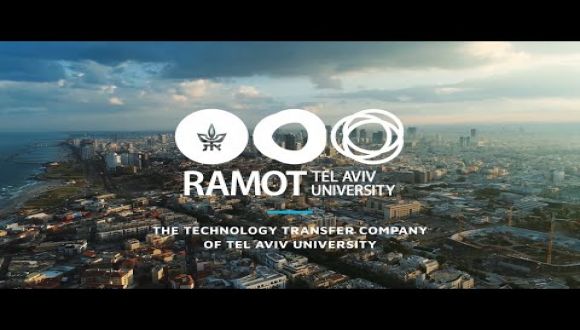 RAMOT
TEL AVIV
UNIVERSITY
THE TECHNOLOGY TRANSFER COMPANY
OF TEL AVIV UNIVERSITY